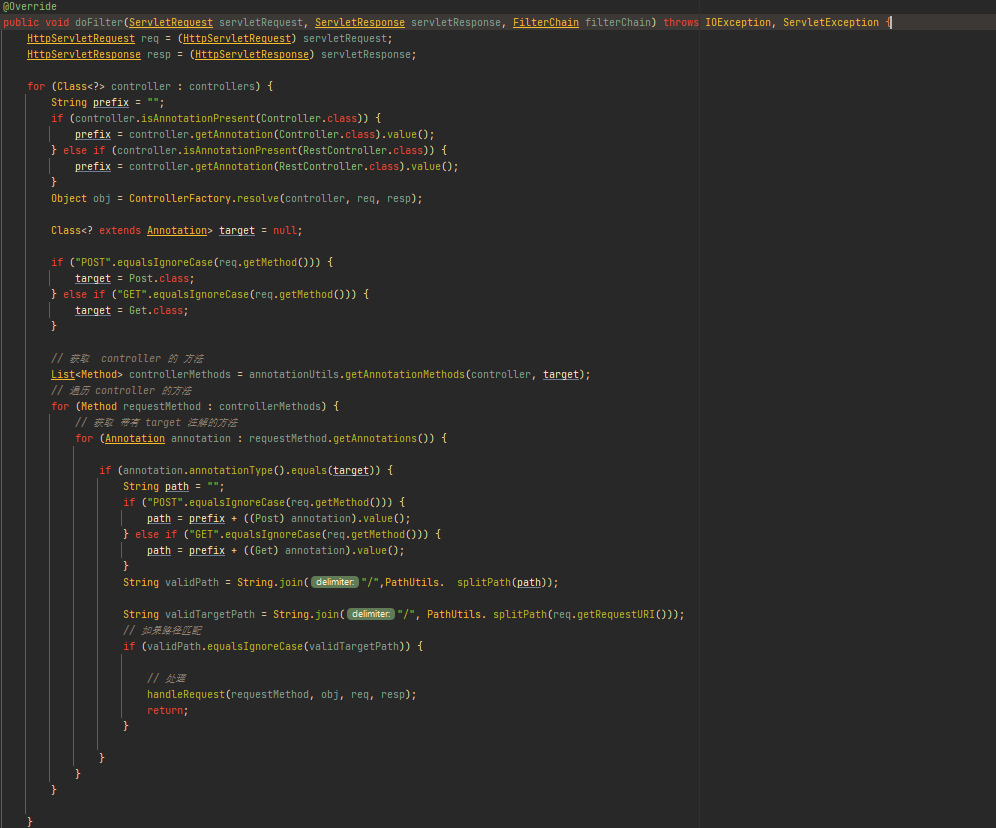 @Override
public void doFilter(ServletRequest servletRequest, ServletResponse servletResponse, FilterChain filterChain) throws IOException, ServletException {
    HttpServletRequest req = (HttpServletRequest) servletRequest;
    HttpServletResponse resp = (HttpServletResponse) servletResponse;

    for (Class<?> controller : controllers) {
        String prefix = "";
        if (controller.isAnnotationPresent(Controller.class)) {
            prefix = controller.getAnnotation(Controller.class).value();
        } else if (controller.isAnnotationPresent(RestController.class)) {
            prefix = controller.getAnnotation(RestController.class).value();
        }
        Object obj = ControllerFactory.resolve(controller, req, resp);

        Class<? extends Annotation> target = null;

        if ("POST".equalsIgnoreCase(req.getMethod())) {
            target = Post.class;
        } else if ("GET".equalsIgnoreCase(req.getMethod())) {
            target = Get.class;
        }

        // 获取  controller 的 方法
        List<Method> controllerMethods = annotationUtils.getAnnotationMethods(controller, target);
        // 遍历 controller 的方法
        for (Method requestMethod : controllerMethods) {
            // 获取 带有 target 注解的方法
            for (Annotation annotation : requestMethod.getAnnotations()) {

                if (annotation.annotationType().equals(target)) {
                    String path = "";
                    if ("POST".equalsIgnoreCase(req.getMethod())) {
                        path = prefix + ((Post) annotation).value();
                    } else if ("GET".equalsIgnoreCase(req.getMethod())) {
                        path = prefix + ((Get) annotation).value();
                    }
                    String validPath = String.join( delimiter: "/",PathUtils.  splitPath(path));

                    String validTargetPath = String.join( delimiter: "/", PathUtils. splitPath(req.getRequestURI()));
                    // 如果路径匹配
                    if (validPath.equalsIgnoreCase(validTargetPath)) {

                        // 处理
                        handleRequest(requestMethod, obj, req, resp);
                        return;
                    }

                }
            }
        }

    }